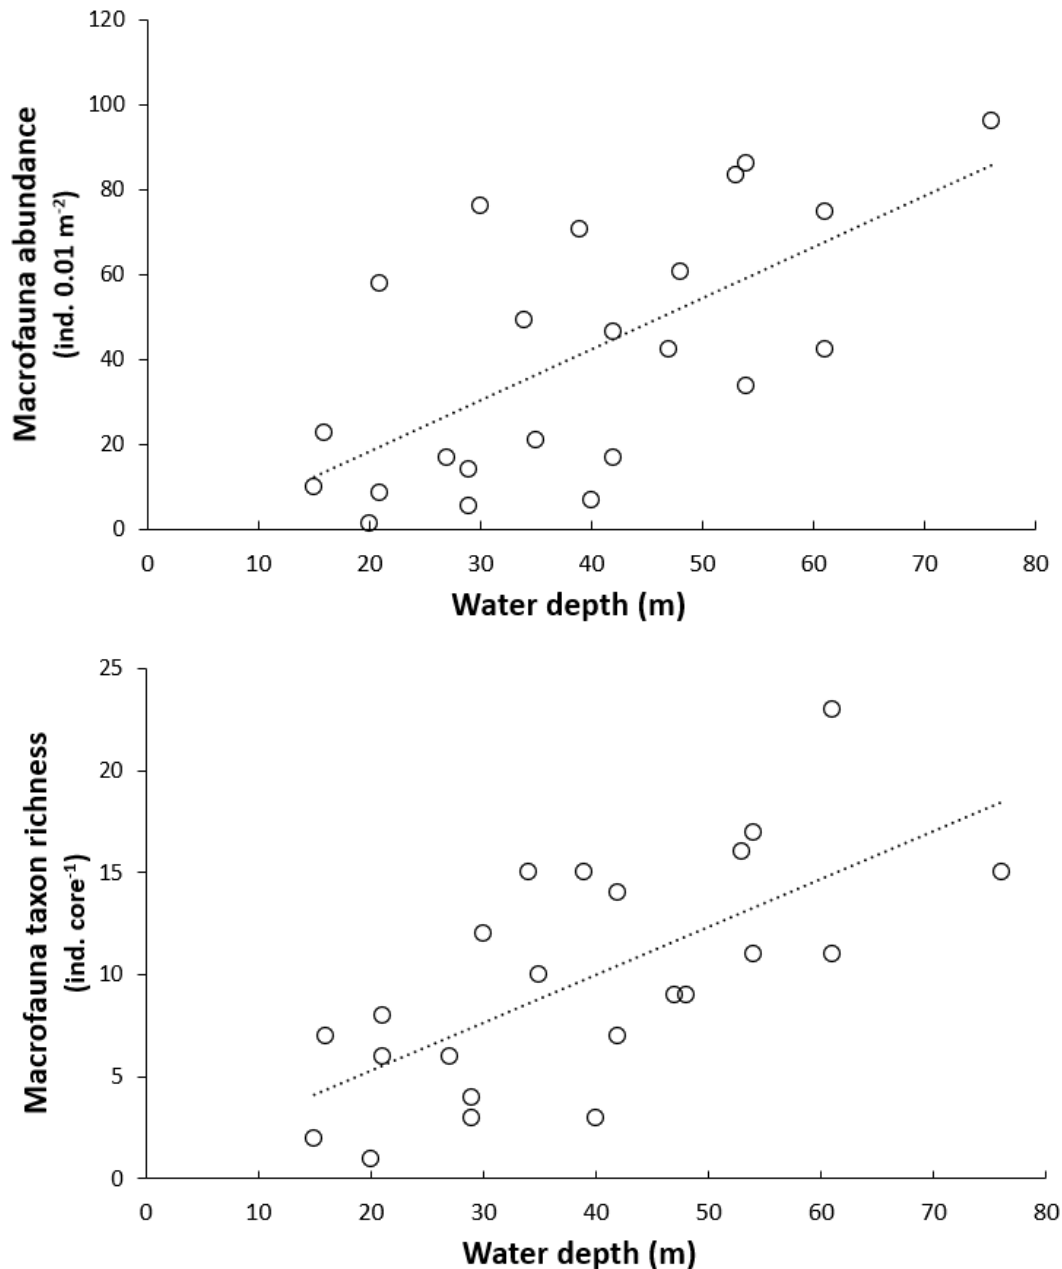 120
100
80
60
40
20
0
Macrofauna abundance
(ind. 0.01 m⁻²)
0 10 20 30 40 50 60 70 80
Water depth (m)
25
20
15
10
5
0
Macrofauna taxon richness
(ind. core⁻¹)
0 10 20 30 40 50 60 70 80
Water depth (m)